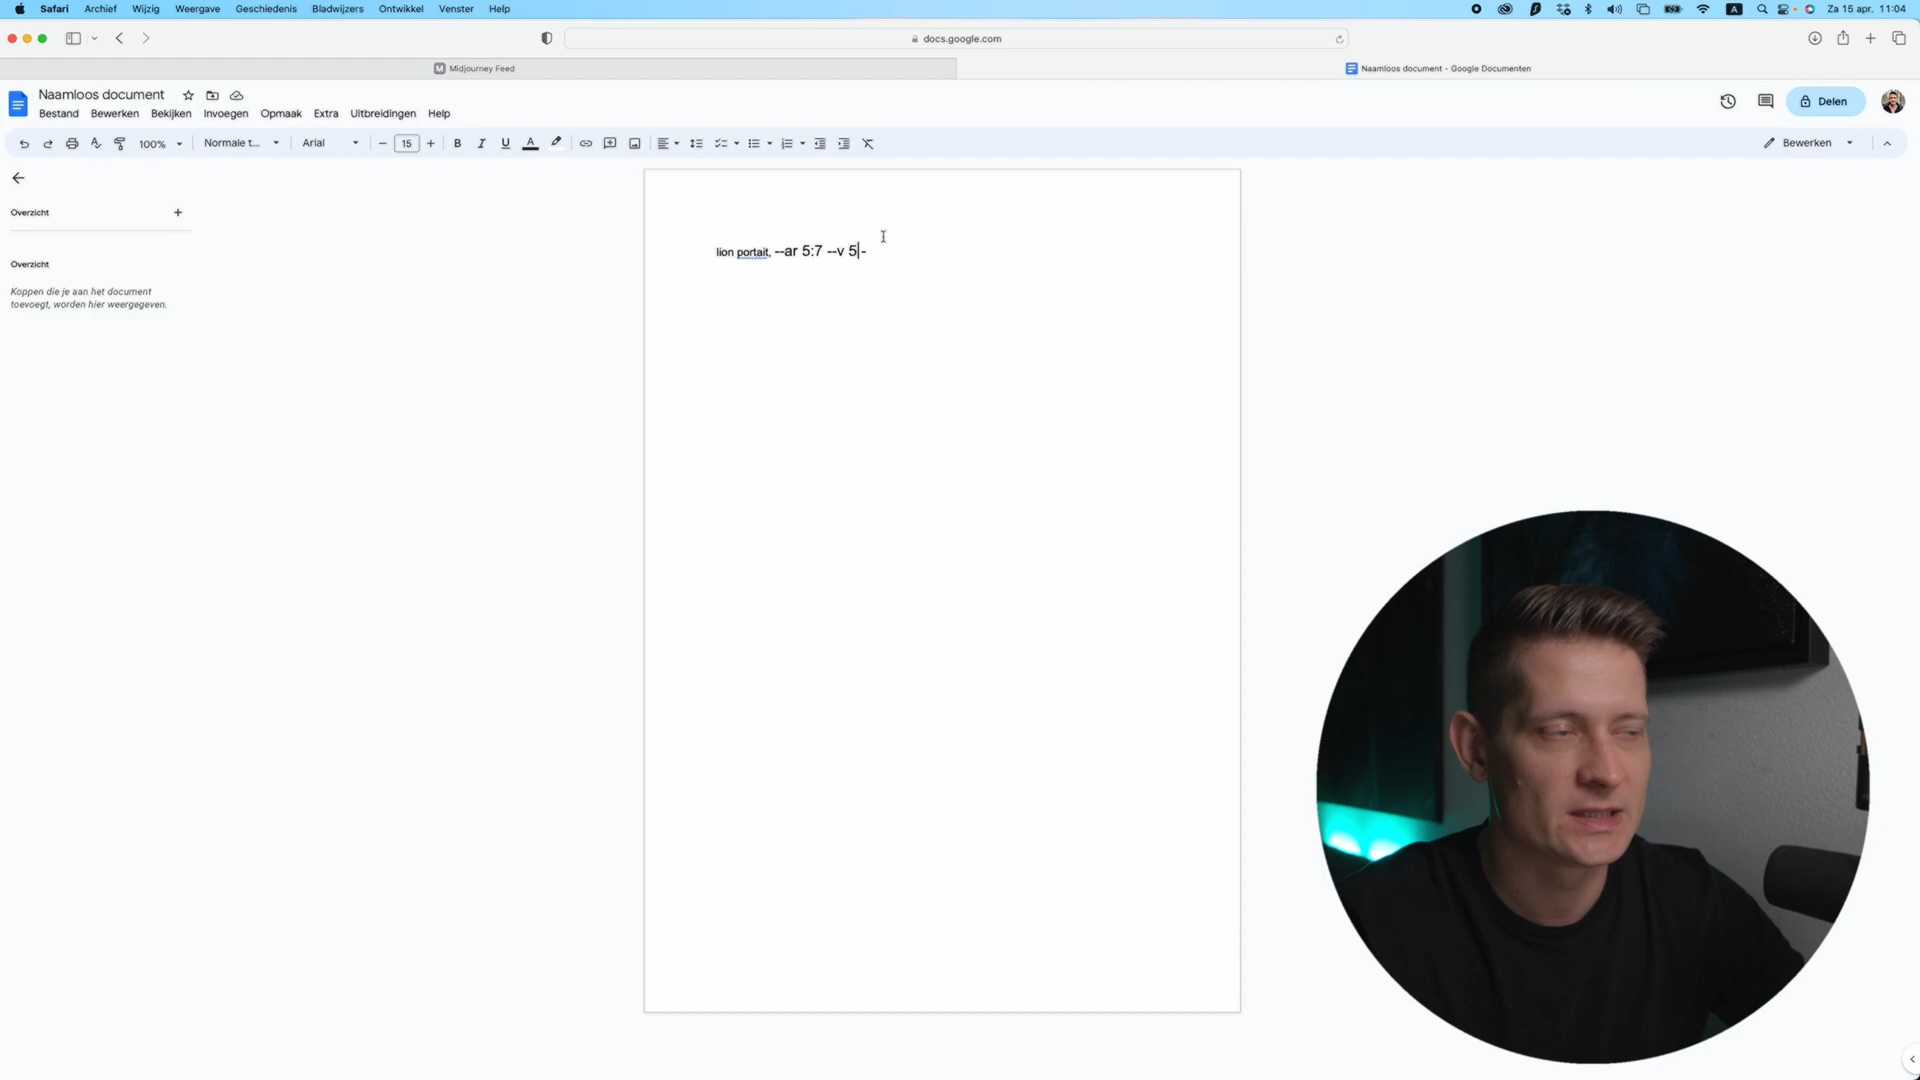 Safari Archief Wijzig Weergave Geschiedenis Bladwijzers Ontwikkel Venster Help A Za 15 apr. 11:04
docs.google.com
M Midjourney Feed Naamloos document - Google Documenten
Naamloos document
Bestand Bewerken Bekijken Invoegen Opmaak Extra Uitbreidingen Help Delen
100% Normale t... Arial 15 B I U A Bewerken
Overzicht
Overzicht
Koppen die je aan het document
toevoegt, worden hier weergegeven.
lion portait, --ar 5:7 --v 5 -